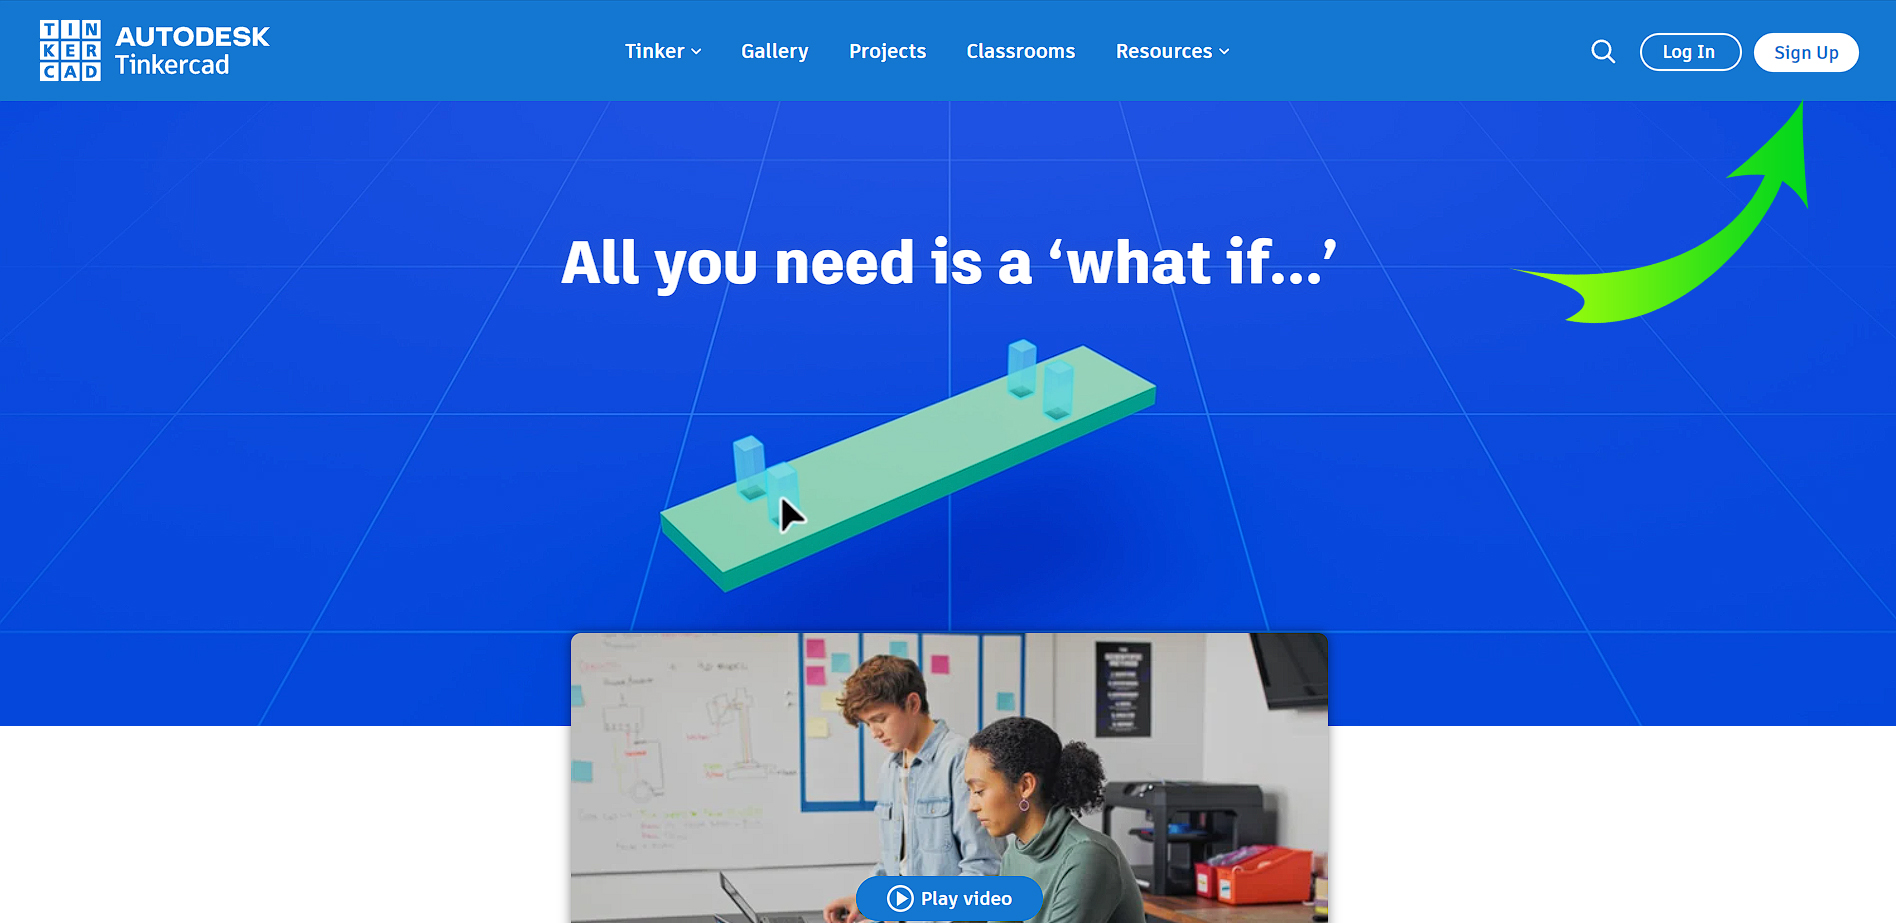 TIN
KER
CAD
AUTODESK
Tinkercad
Tinker
Gallery
Projects
Classrooms
Resources
Log In
Sign Up
All you need is a ‘what if...’
Play video